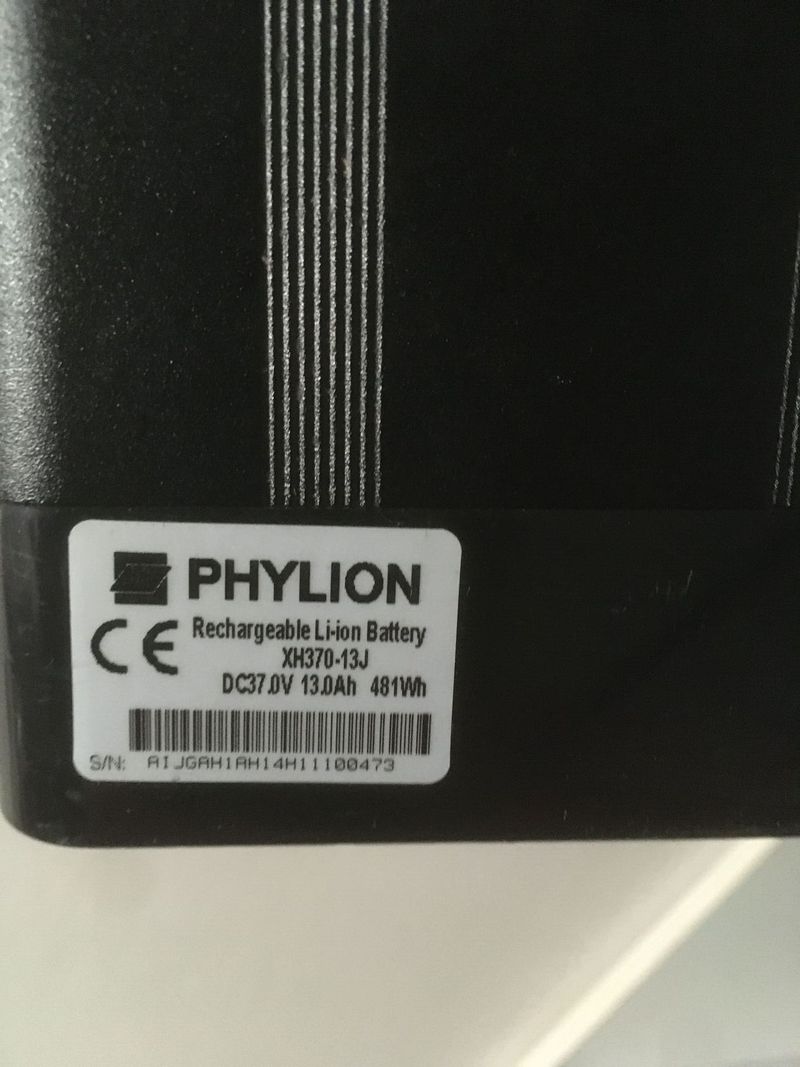 PHYLION
CE Rechargeable Li-ion Battery
XH370-13J
DC37.0V 13.0Ah 481Wh
S/N: AIJGAH1AH14H11100473